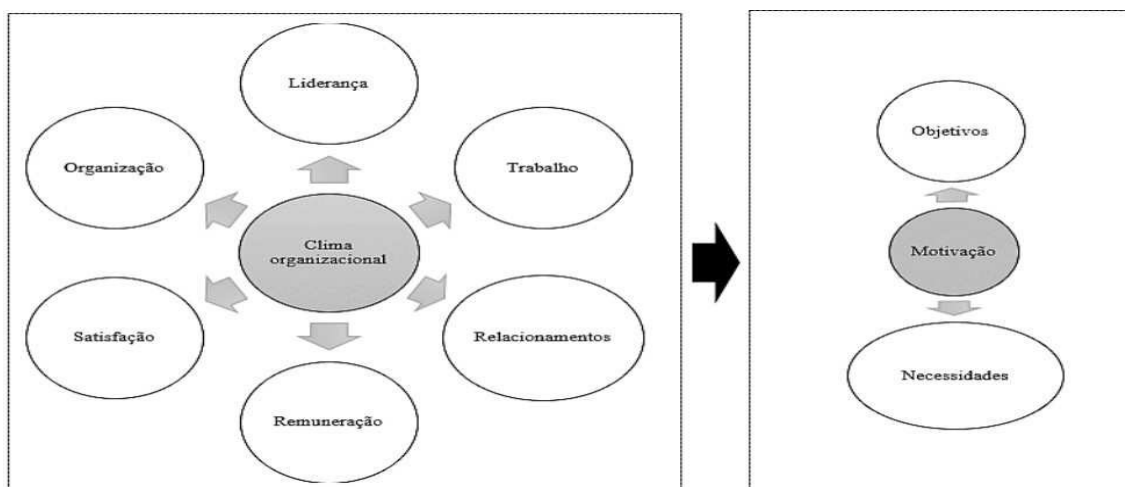 Liderança
Organização
Trabalho
Clima
organizacional
Satisfação
Relacionamentos
Remuneração
Objetivos
Motivação
Necessidades